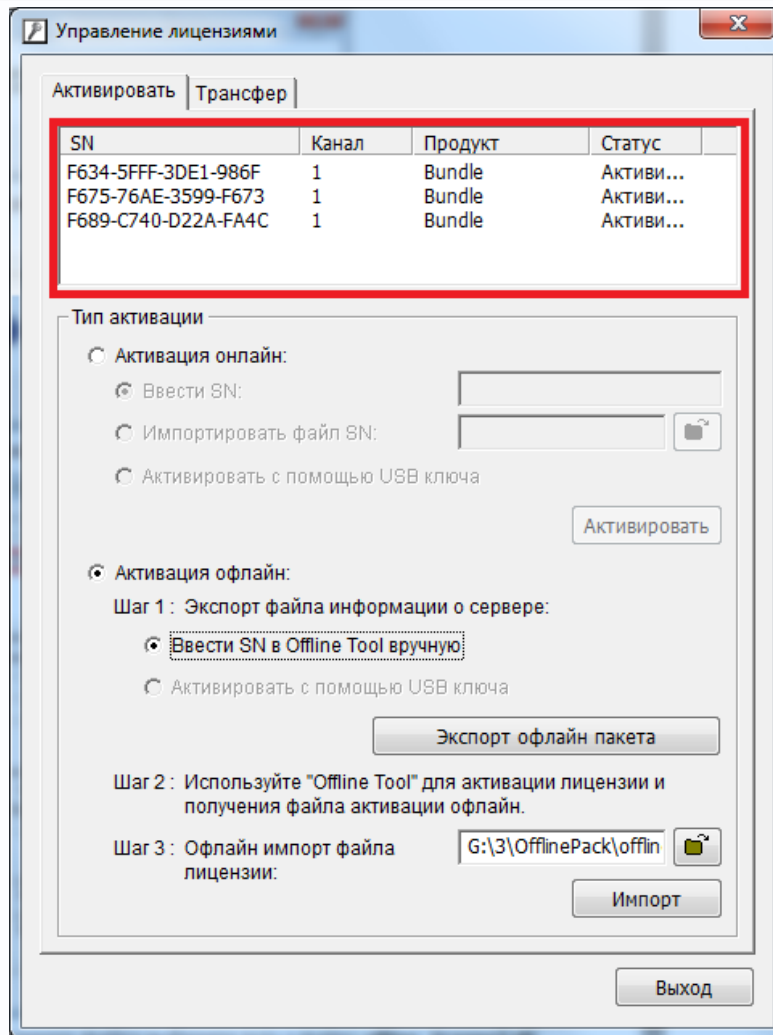 Управление лицензиями
Активировать Трансфер
SN Канал Продукт Статус
F634-5FFF-3DE1-986F 1 Bundle Активи...
F675-76AE-3599-F673 1 Bundle Активи...
F689-C740-D22A-FA4C 1 Bundle Активи...
Тип активации
Активация онлайн:
Ввести SN:
Импортировать файл SN:
Активировать с помощью USB ключа
Активировать
Активация офлайн:
Шаг 1 : Экспорт файла информации о сервере:
Ввести SN в Offline Tool вручную
Активировать с помощью USB ключа
Экспорт офлайн пакета
Шаг 2 : Используйте "Offline Tool" для активации лицензии и
получения файла активации офлайн.
Шаг 3 : Офлайн импорт файла G:\3\OfflinePack\offlin
лицензии:
Импорт
Выход